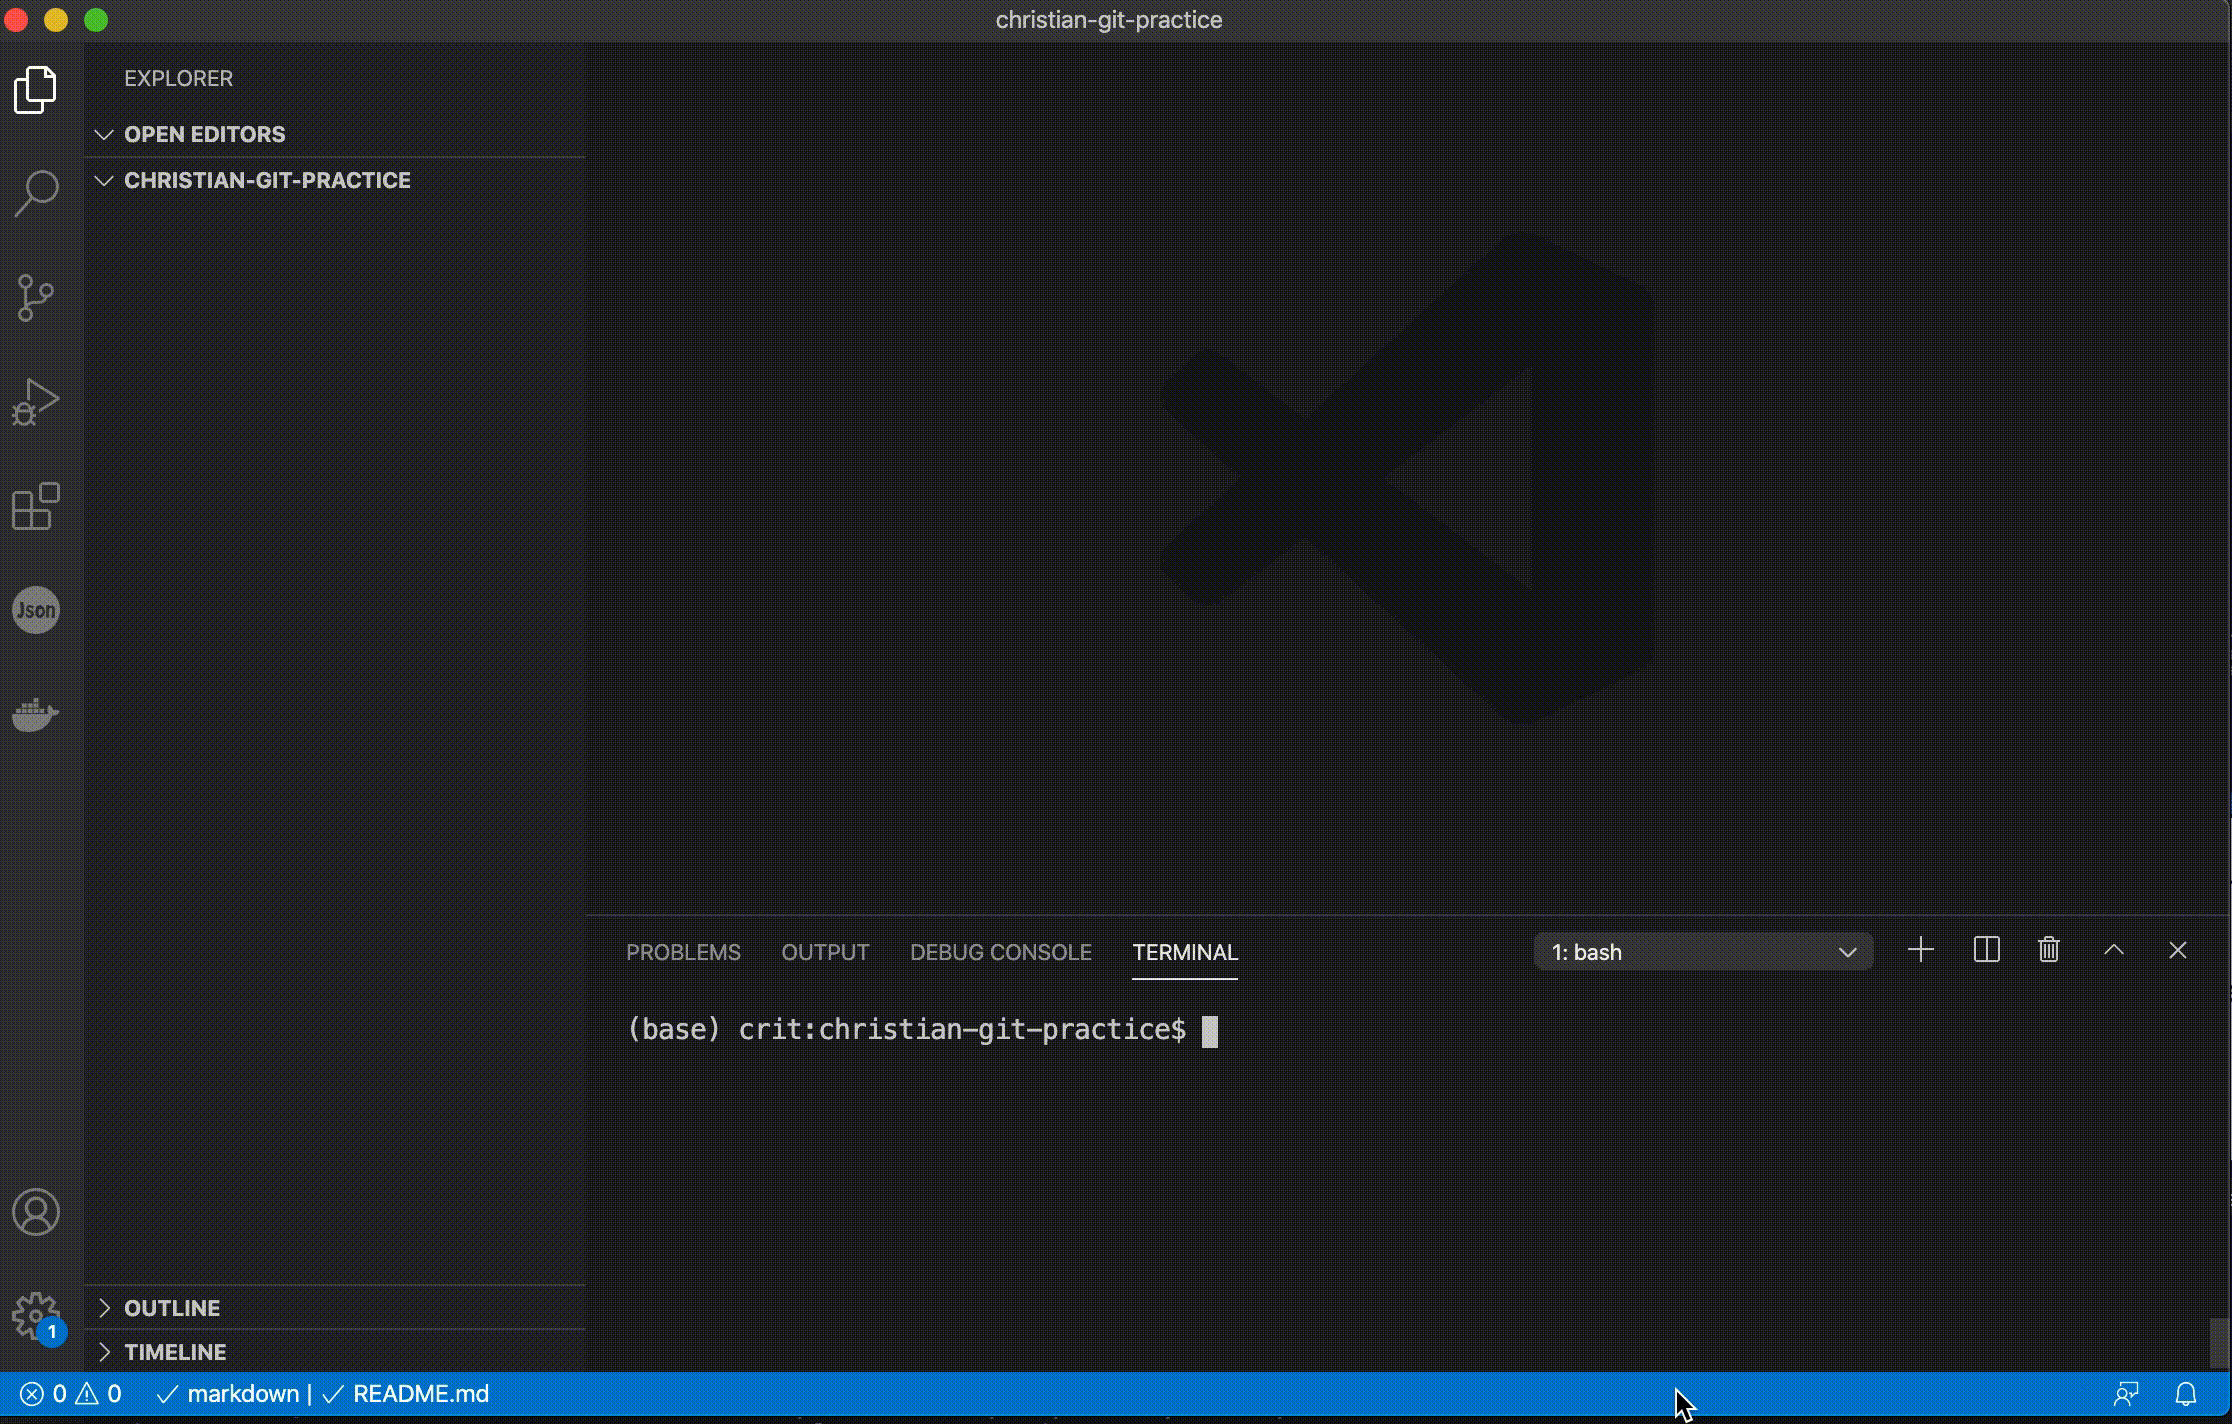 christian-git-practice
EXPLORER
OPEN EDITORS
CHRISTIAN-GIT-PRACTICE
Json
PROBLEMS OUTPUT DEBUG CONSOLE TERMINAL 1: bash
(base) crit:christian-git-practice$
OUTLINE
1
TIMELINE
0 0 markdown | README.md